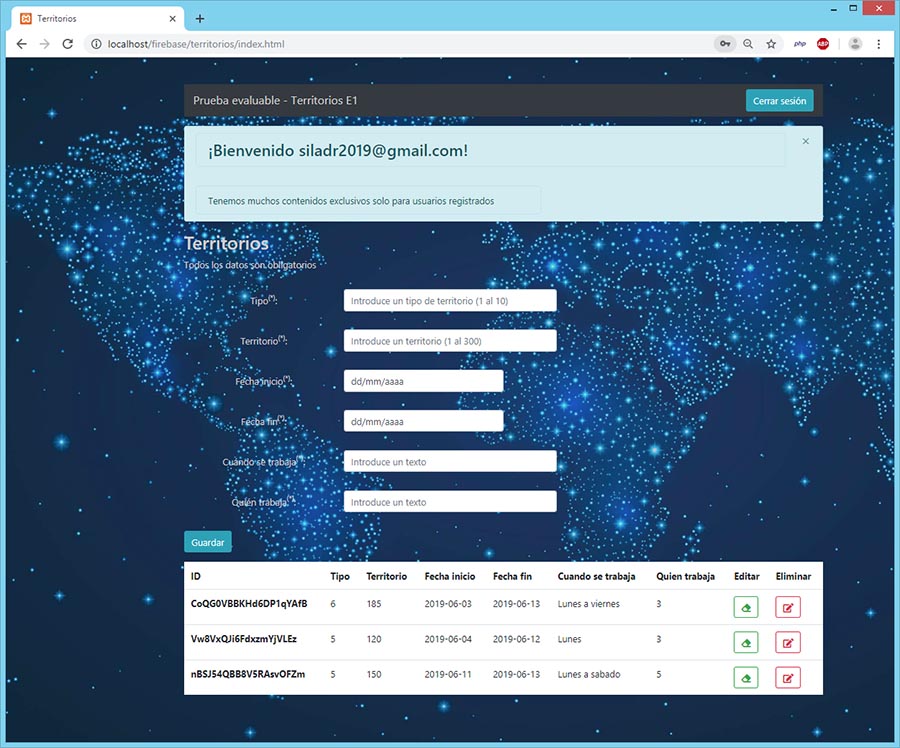 Territorios
localhost/firebase/territorios/index.html
php
ABP
Prueba evaluable - Territorios E1
Cerrar sesión
¡Bienvenido siladr2019@gmail.com!
Tenemos muchos contenidos exclusivos solo para usuarios registrados
Territorios
Todos los datos son obligatorios
Tipo(*):
Introduce un tipo de territorio (1 al 10)
Territorio(*):
Introduce un territorio (1 al 300)
Fecha inicio(*):
dd/mm/aaaa
Fecha fin(*):
dd/mm/aaaa
Cuándo se trabaja(*):
Introduce un texto
Quién trabaja(*):
Introduce un texto
Guardar
ID Tipo Territorio Fecha inicio Fecha fin Cuando se trabaja Quien trabaja Editar Eliminar
CoQG0VBBKHd6DP1qYAfB 6 185 2019-06-03 2019-06-13 Lunes a viernes 3
Vw8VxQJi6FdxzmYjVLEz 5 120 2019-06-04 2019-06-12 Lunes 3
nBSJ54QBB8V5RAsvOFZm 5 150 2019-06-11 2019-06-13 Lunes a sabado 5